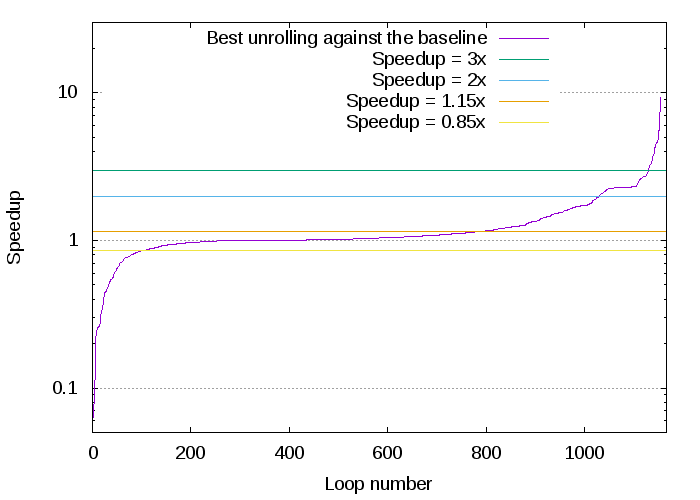 Best unrolling against the baseline
Speedup = 3x
Speedup = 2x
Speedup = 1.15x
Speedup = 0.85x
10
1
0.1
Speedup
0 200 400 600 800 1000
Loop number